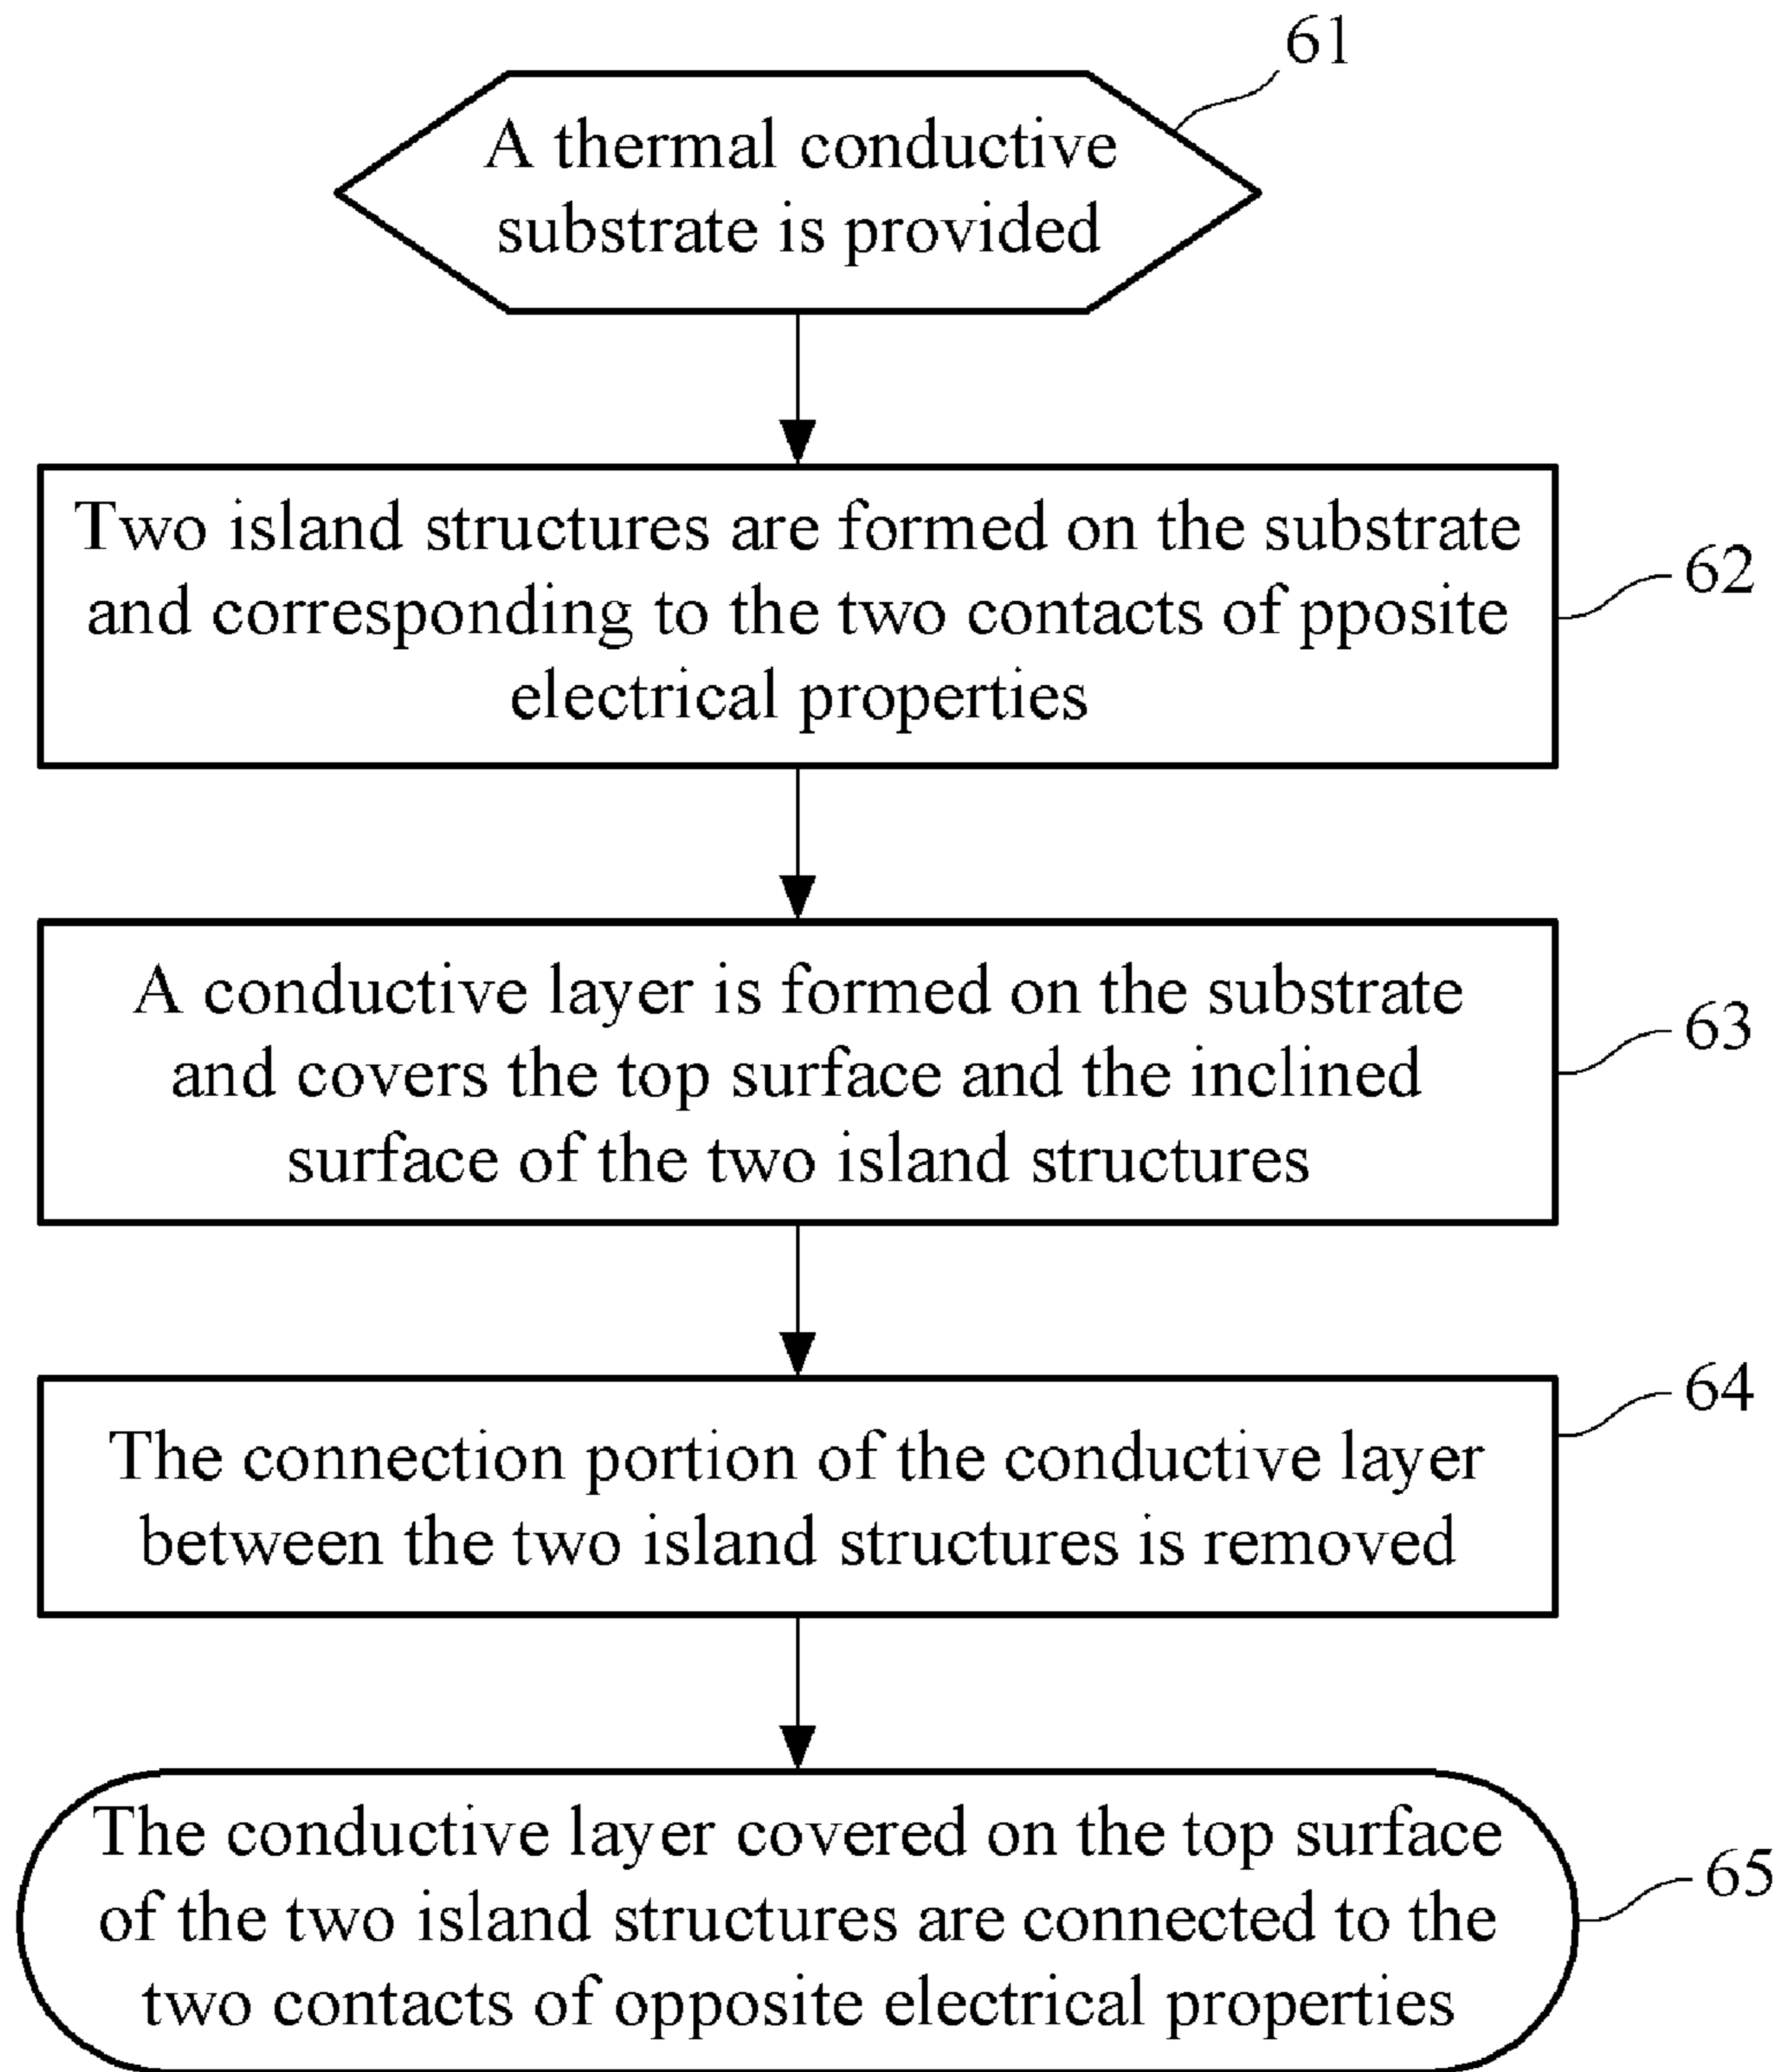 61
A thermal conductive
substrate is provided
Two island structures are formed on the substrate
and corresponding to the two contacts of pposite
electrical properties
62
A conductive layer is formed on the substrate
and covers the top surface and the inclined
surface of the two island structures
63
The connection portion of the conductive layer
between the two island structures is removed
64
The conductive layer covered on the top surface
of the two island structures are connected to the
two contacts of opposite electrical properties
65